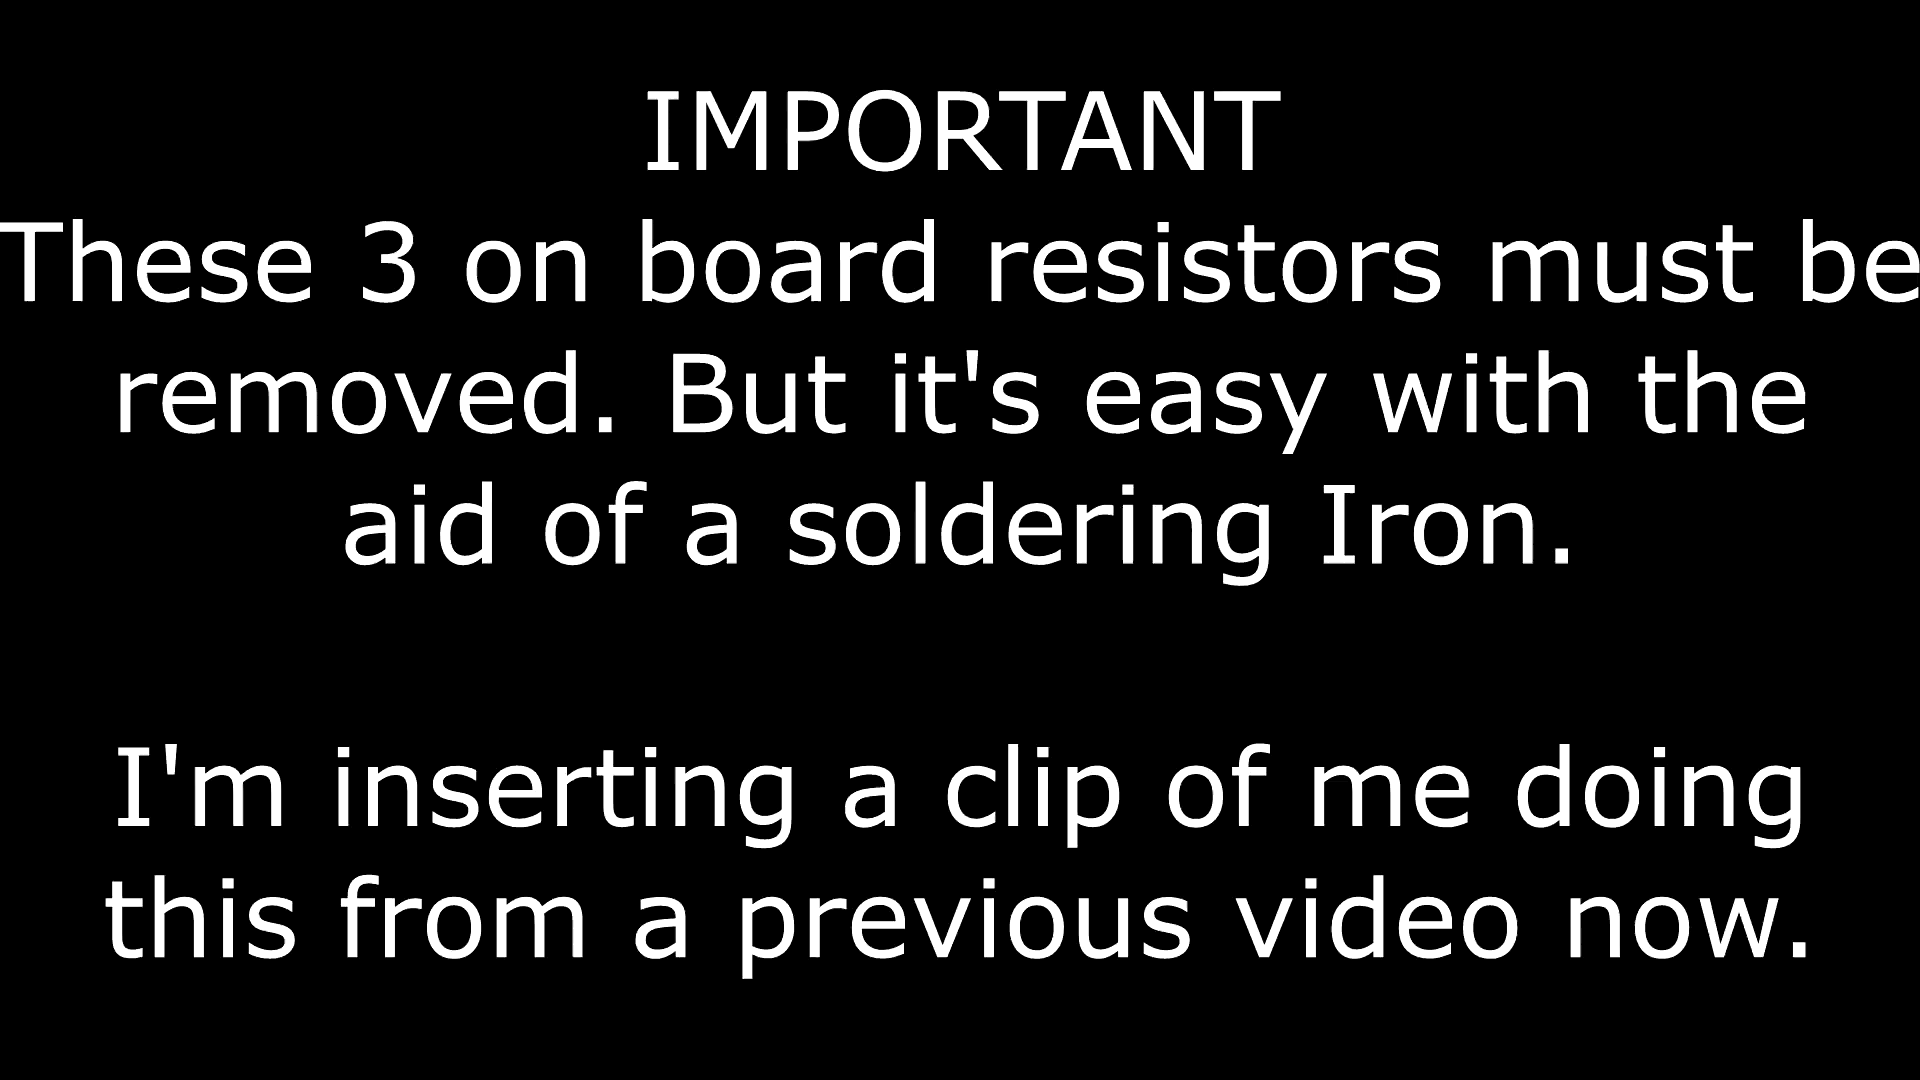 IMPORTANT
These 3 on board resistors must be
removed. But it's easy with the
aid of a soldering Iron.
I'm inserting a clip of me doing
this from a previous video now.